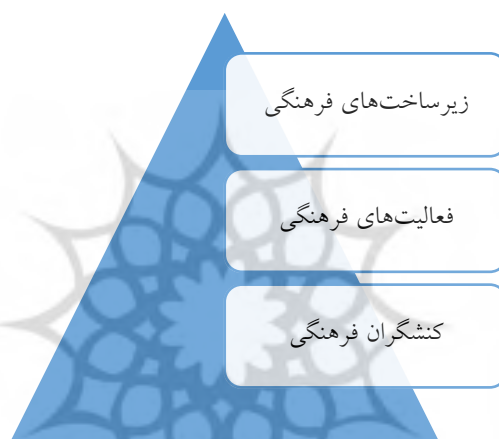 زیرساخت‌های فرهنگی
فعالیت‌های فرهنگی
کنشگران فرهنگی